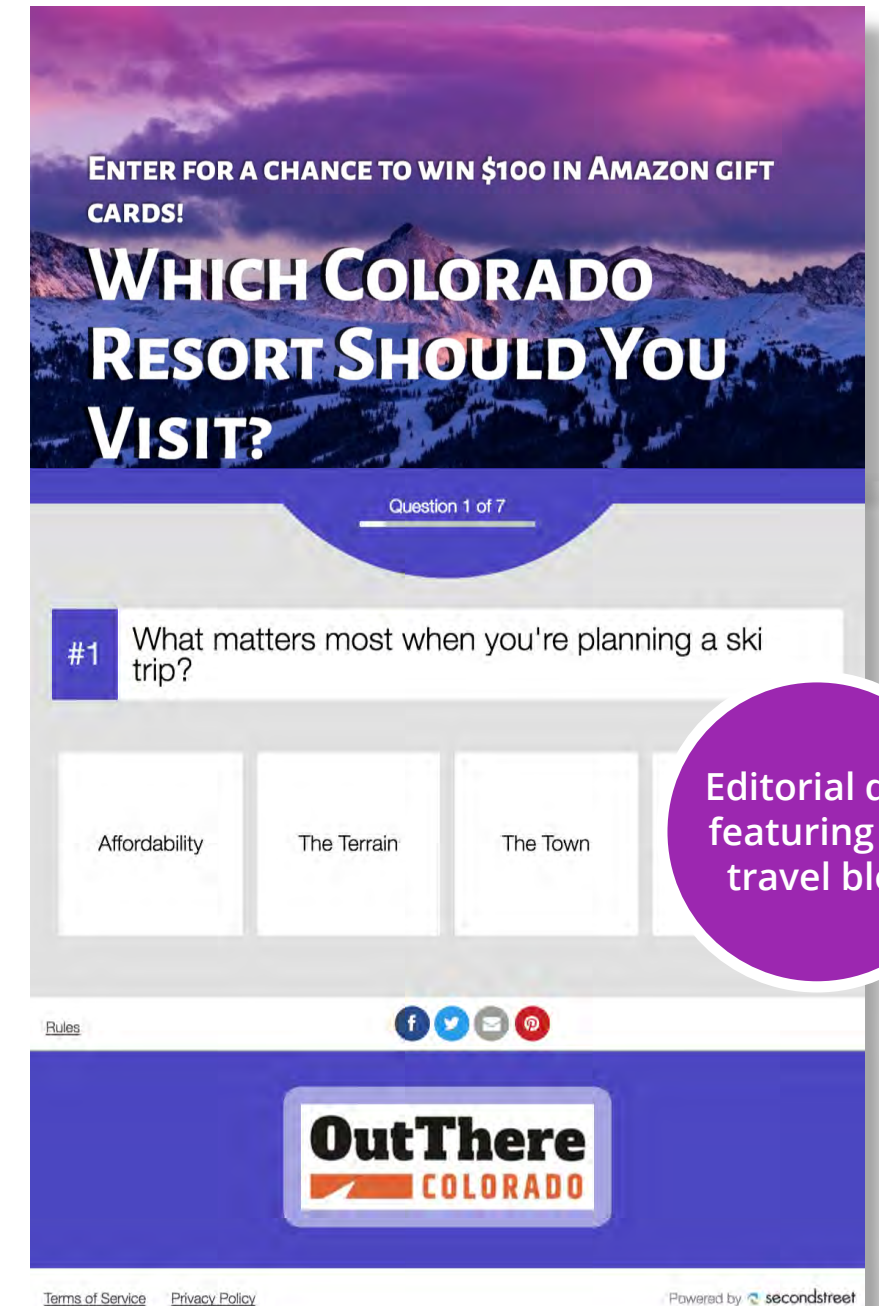 ENTER FOR A CHANCE TO WIN $100 IN AMAZON GIFT
CARDS!
WHICH COLORADO
RESORT SHOULD YOU
VISIT?
Question 1 of 7
#1
What matters most when you're planning a ski
trip?
Affordability
The Terrain
The Town
Editorial
featuring
travel
Rules
OutThere
COLORADO
Terms of Service
Privacy Policy
Powered by secondstreet